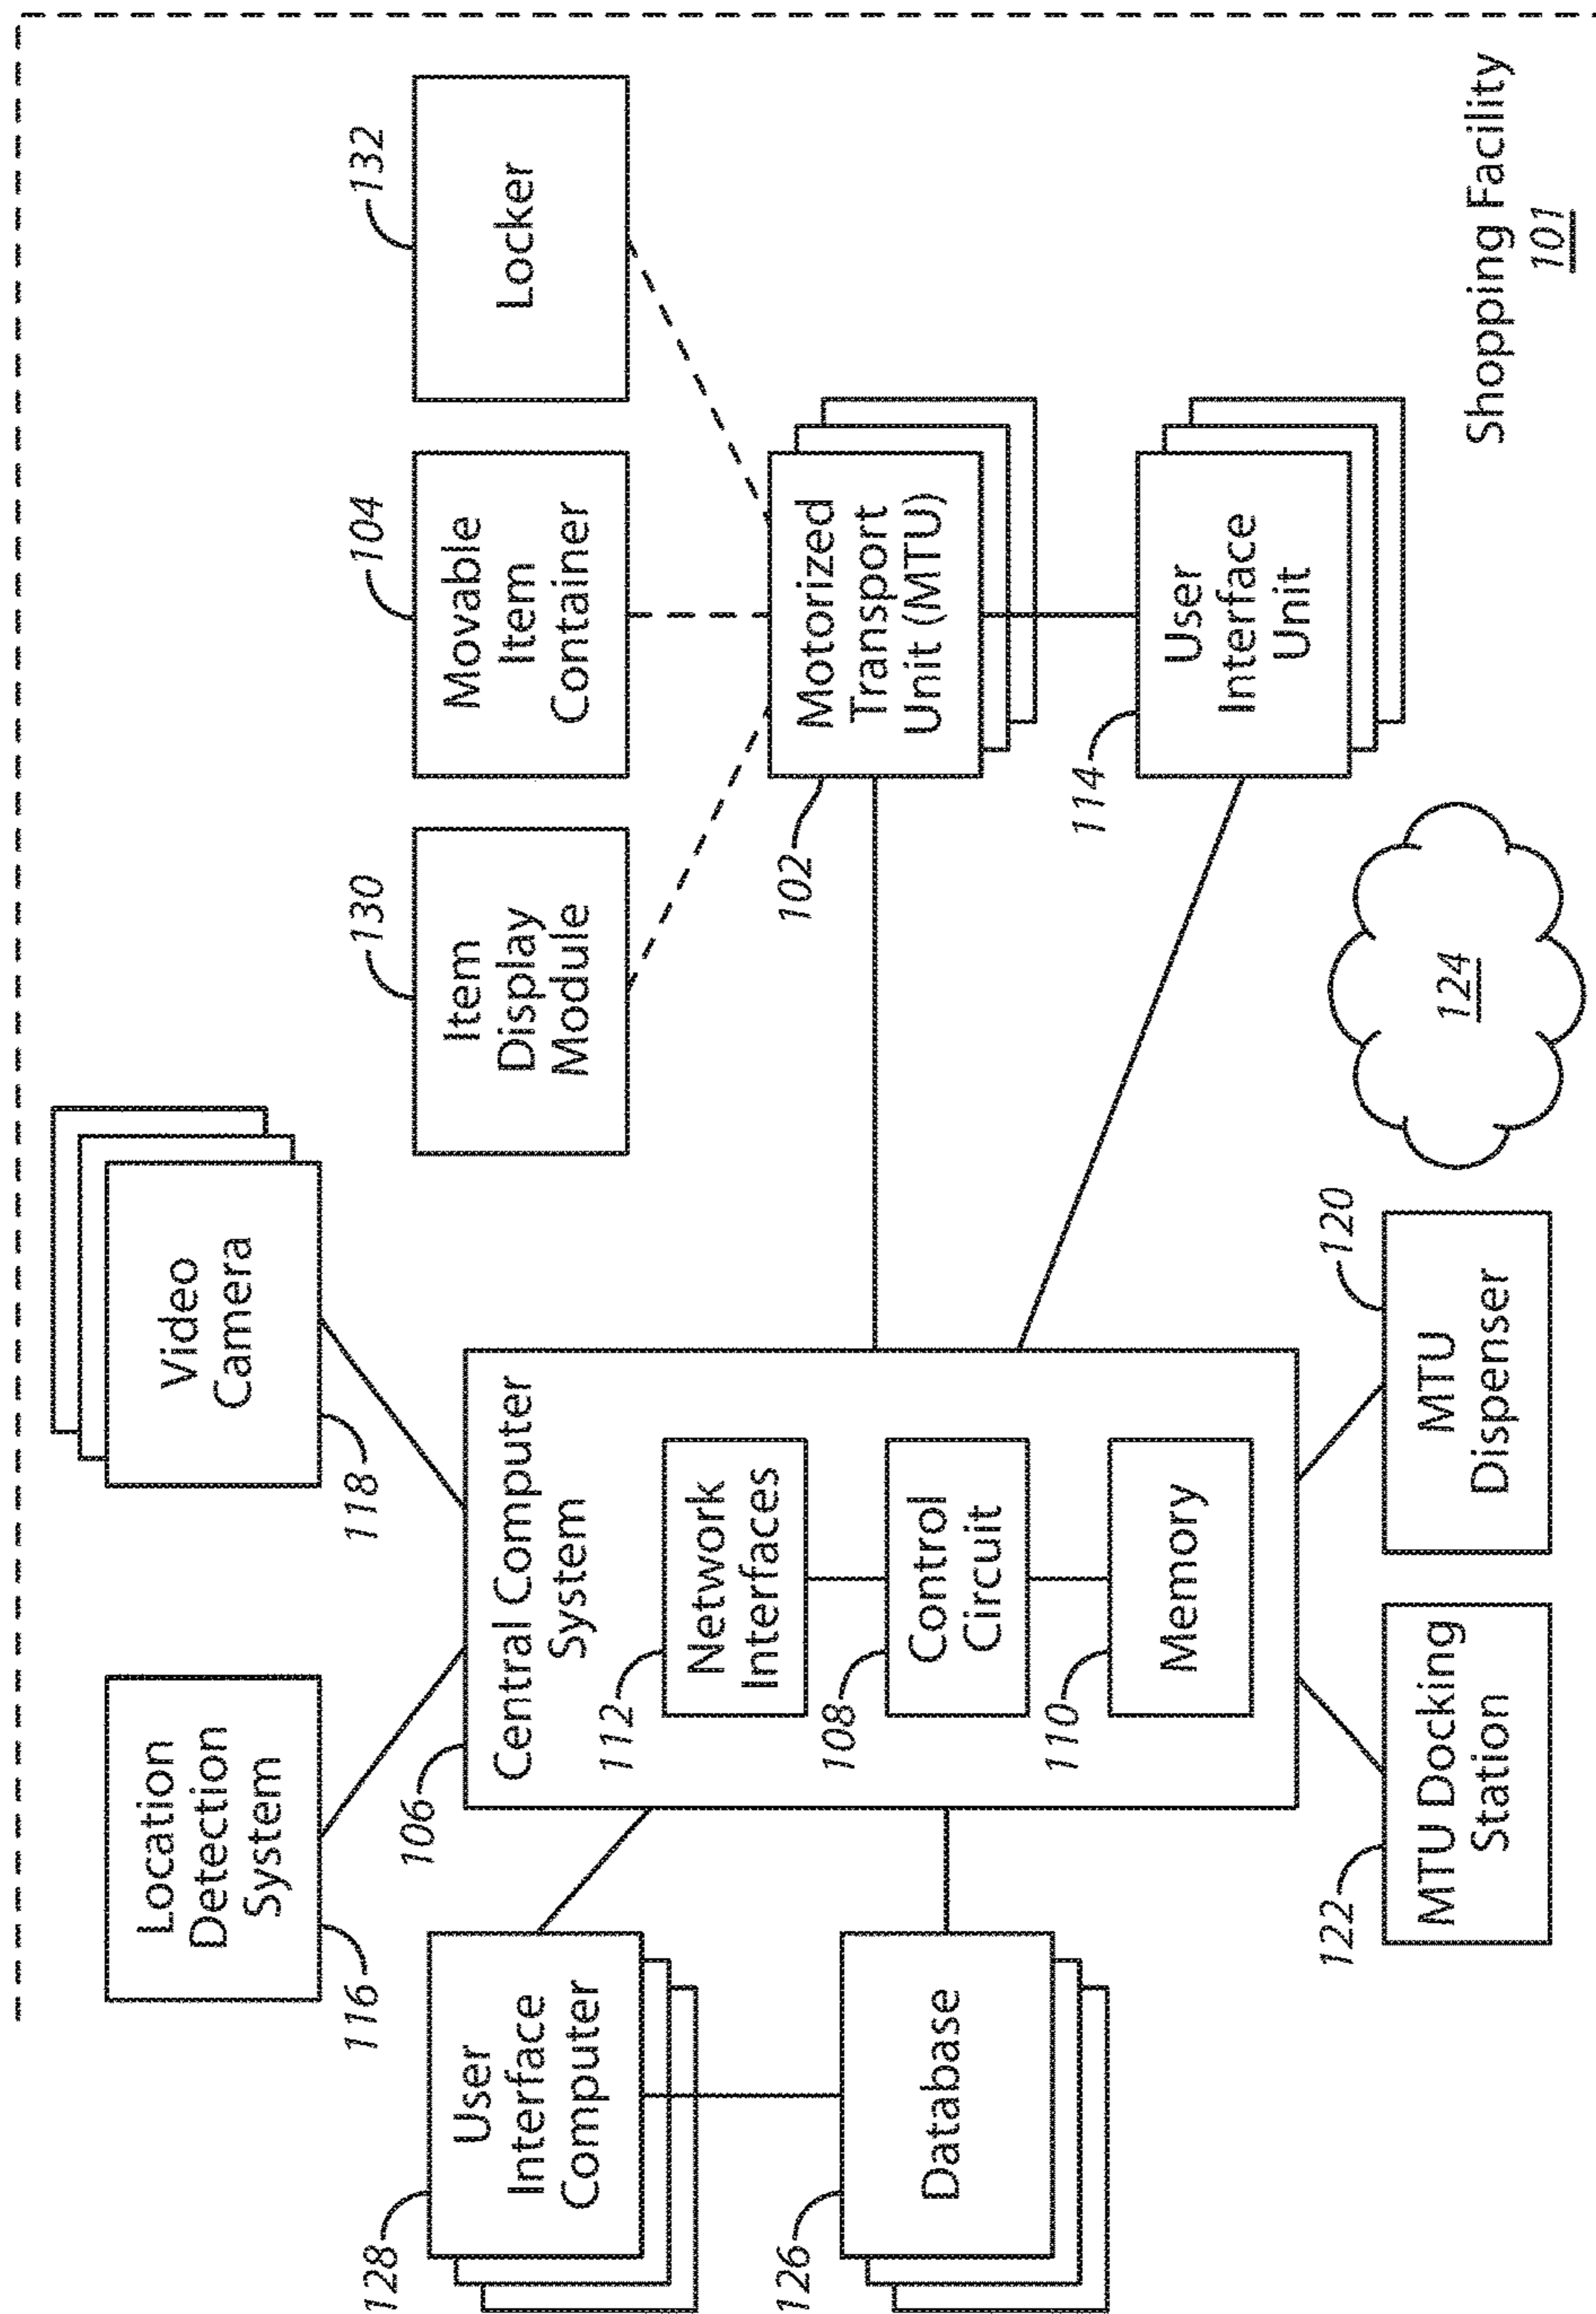 Location
Detection
System
116
Video
Camera
118
132
Locker
104
Movable
Item
Container
130
Item
Display
Module
128
User
Interface
Computer
106
Central Computer
System
112
Network
Interfaces
108
Control
Circuit
110
Memory
102
Motorized
Transport
Unit (MTU)
126
Database
114
User
Interface
Unit
122
MTU Docking
Station
120
MTU
Dispenser
124
Shopping Facility
101